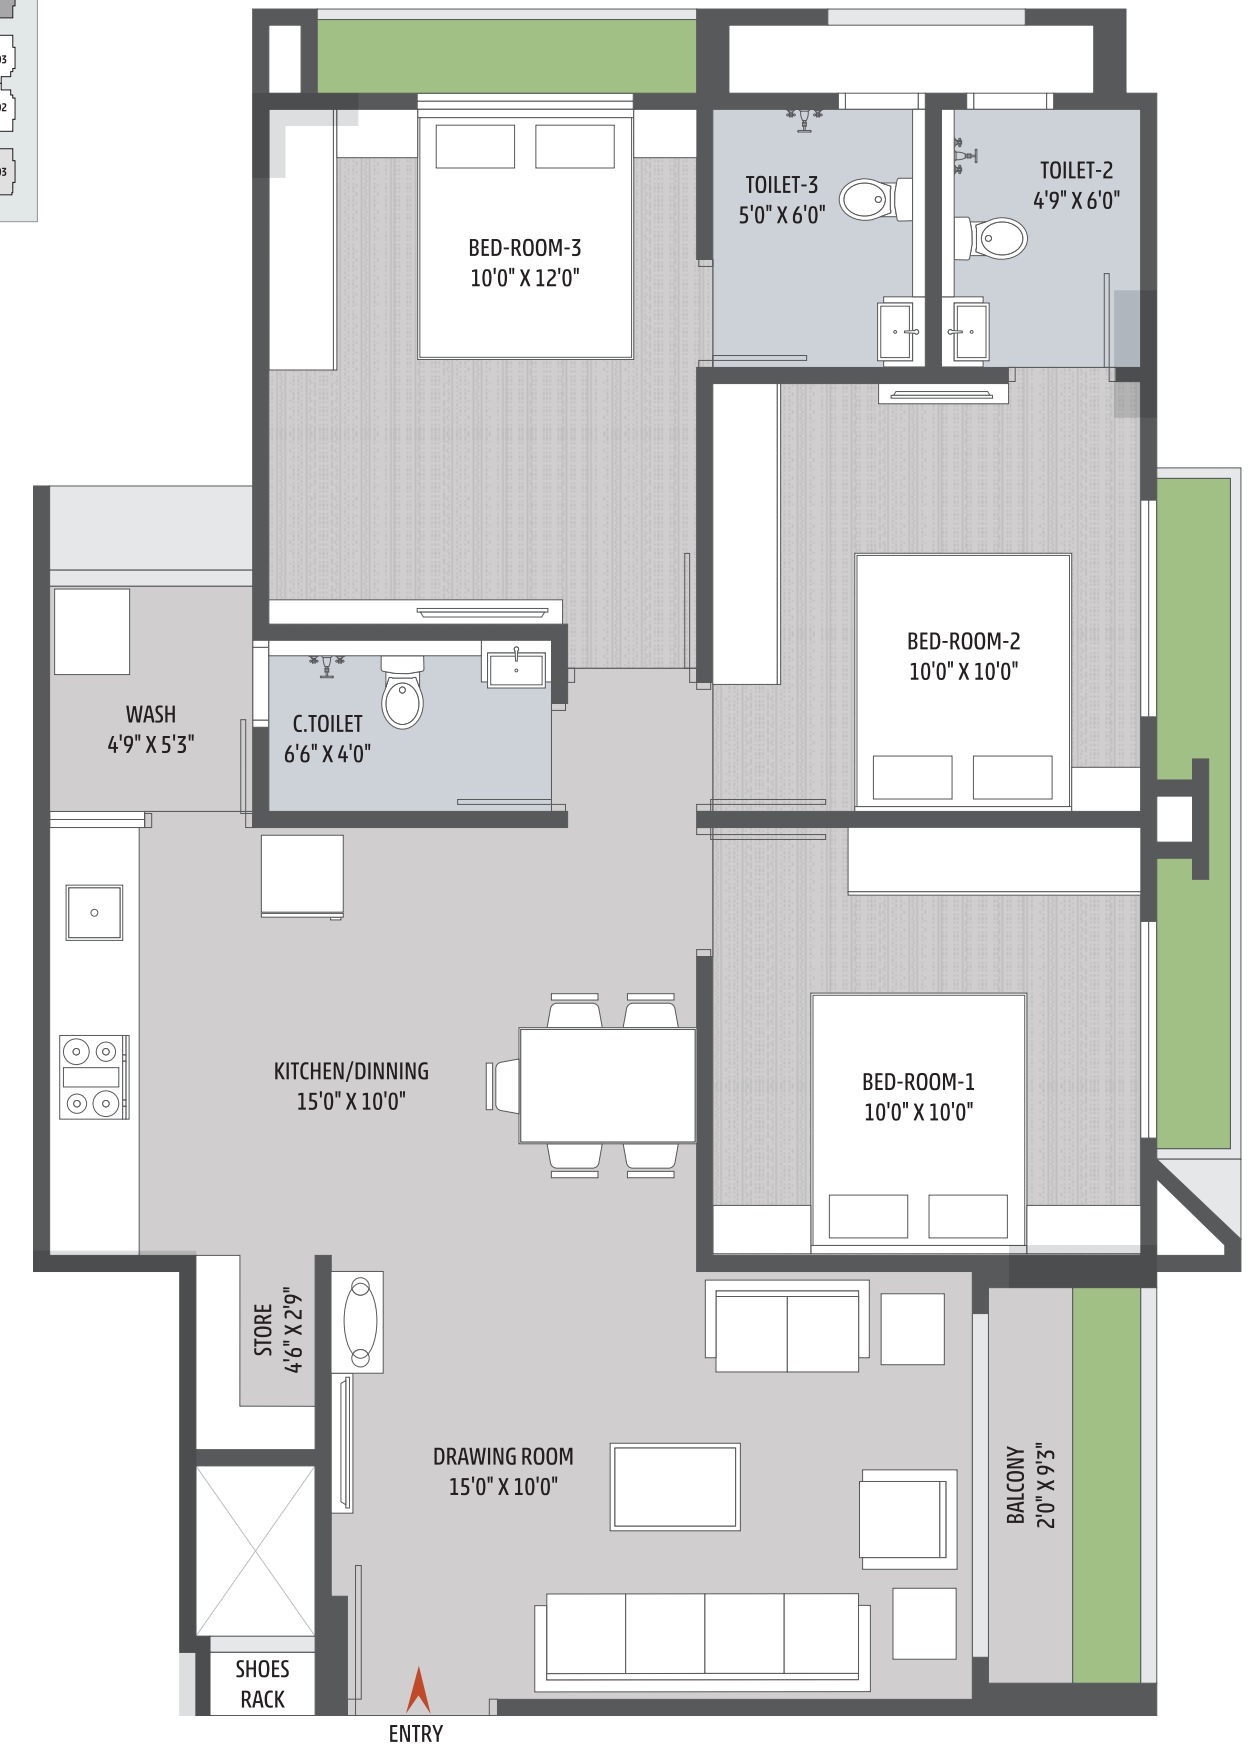 03
02
03
TOILET-3
5'0" X 6'0"
TOILET-2
4'9" X 6'0"
BED-ROOM-3
10'0" X 12'0"
BED-ROOM-2
10'0" X 10'0"
WASH
4'9" X 5'3"
C.TOILET
6'6" X 4'0"
KITCHEN/DINNING
15'0" X 10'0"
BED-ROOM-1
10'0" X 10'0"
STORE
4'6" X 2'9"
DRAWING ROOM
15'0" X 10'0"
BALCONY
2'0" X 9'3"
SHOES
RACK
ENTRY